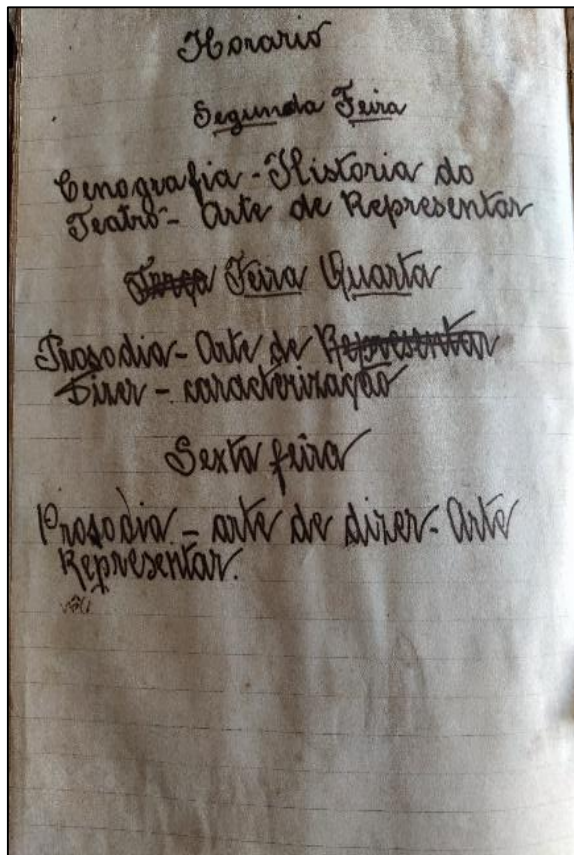 Horario
Segunda Feira
Cenografia - Historia do
Teatro - Arte de Representar
Terça Feira Quarta
Prosodia - Arte de Representar
Dizer - caracterização
Sexta feira
Prosodia - arte de dizer - Arte
Representar.